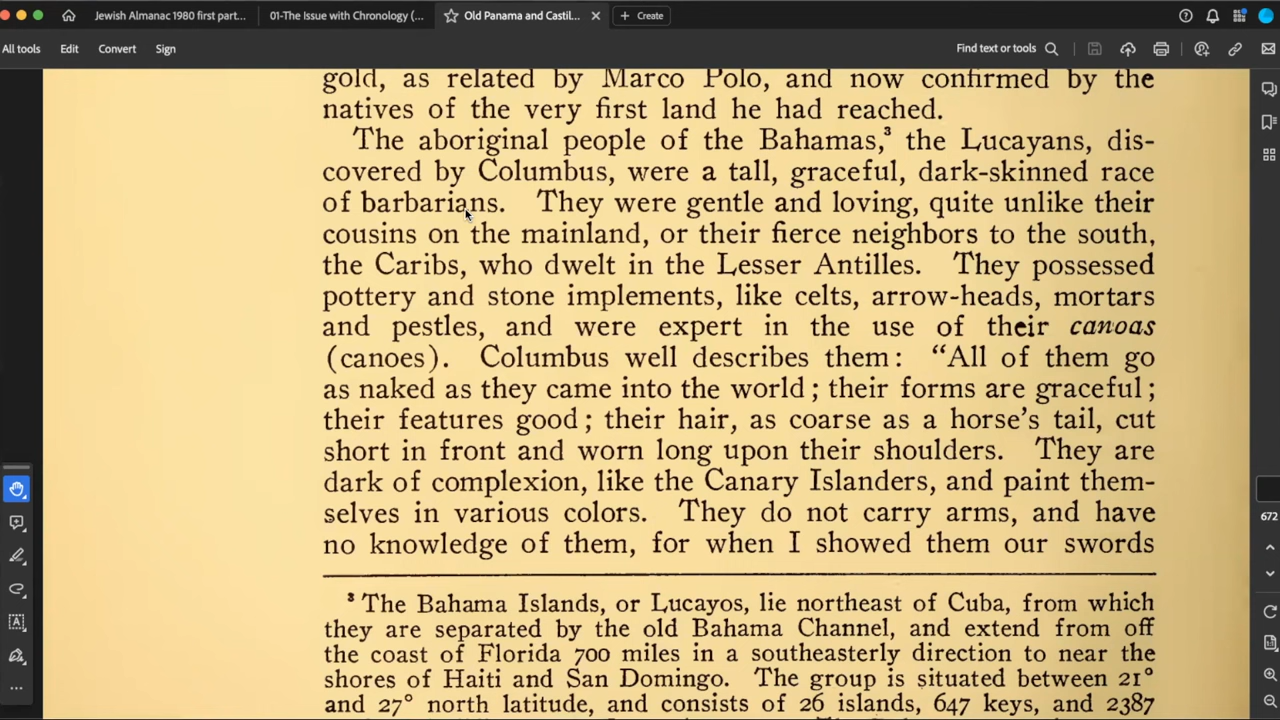 Jewish Almanac 1980 first part...
01-The Issue with Chronology (...
Old Panama and Castil...
Create
All tools
Edit
Convert
Sign
Find text or tools
gold, as related by Marco Polo, and now confirmed by the
natives of the very first land he had reached.
The aboriginal people of the Bahamas,³ the Lucayans, dis-
covered by Columbus, were a tall, graceful, dark-skinned race
of barbarians. They were gentle and loving, quite unlike their
cousins on the mainland, or their fierce neighbors to the south,
the Caribs, who dwelt in the Lesser Antilles. They possessed
pottery and stone implements, like celts, arrow-heads, mortars
and pestles, and were expert in the use of their canoas
(canoes). Columbus well describes them: “All of them go
as naked as they came into the world; their forms are graceful;
their features good; their hair, as coarse as a horse’s tail, cut
short in front and worn long upon their shoulders. They are
dark of complexion, like the Canary Islanders, and paint them-
selves in various colors. They do not carry arms, and have
no knowledge of them, for when I showed them our swords
³ The Bahama Islands, or Lucayos, lie northeast of Cuba, from which
they are separated by the old Bahama Channel, and extend from off
the coast of Florida 700 miles in a southeasterly direction to near the
shores of Haiti and San Domingo. The group is situated between 21°
and 27° north latitude, and consists of 26 islands, 647 keys, and 2387
672